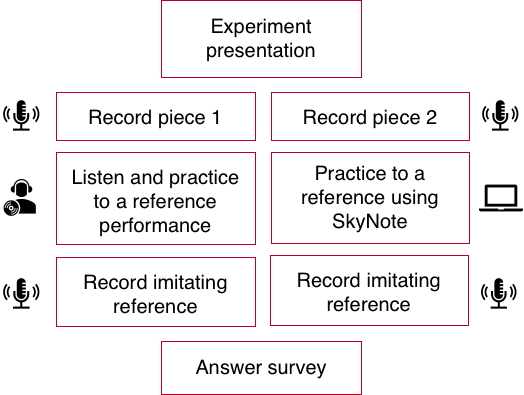 Experiment
presentation
Record piece 1
Record piece 2
Listen and practice
to a reference
performance
Practice to a
reference using
SkyNote
Record imitating
reference
Record imitating
reference
Answer survey